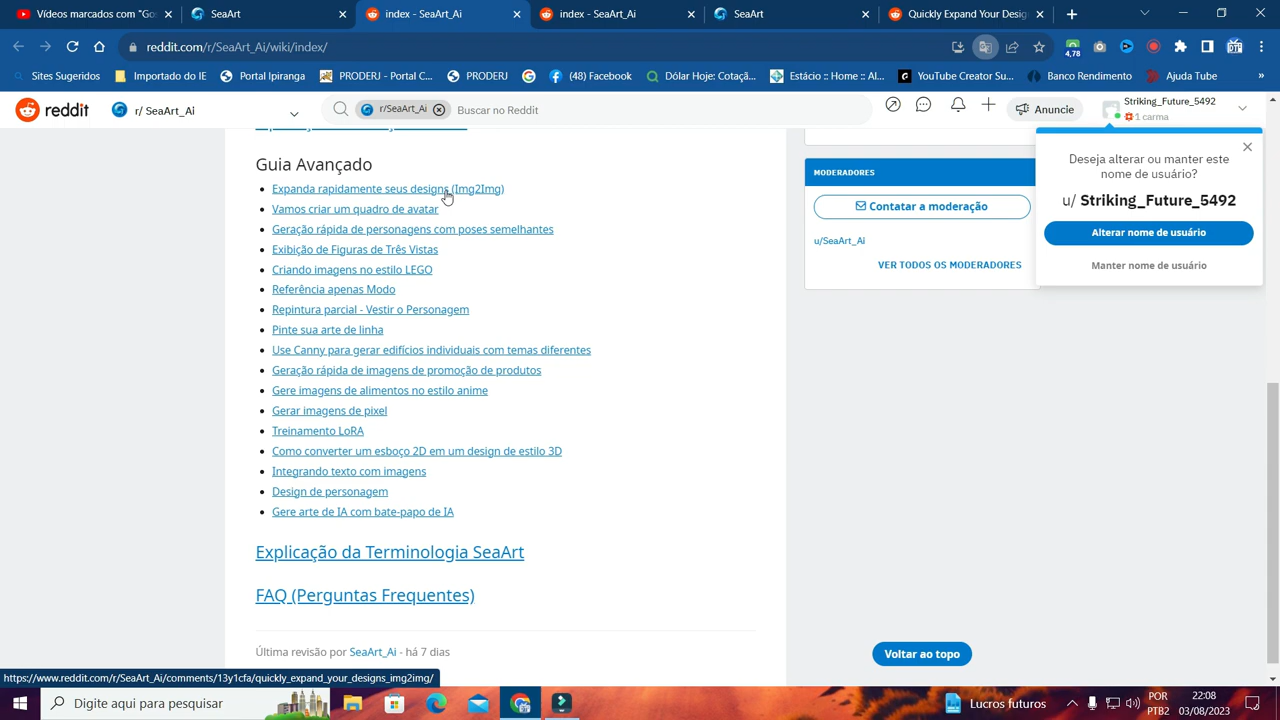 Vídeos marcados com "Go
SeArt
index - SeArt_Ai
index - SeArt_Ai
SeArt
Quickly Expand Your Desig
reddit.com/r/SeaArt_Ai/wiki/index/
4,78
Sites Sugeridos
Importado do IE
Portal Ipiranga
PRODERJ - Portal C...
PRODERJ
(48) Facebook
Dólar Hoje: Cotaçã...
Estácio :: Home :: Al...
YouTube Creator Su...
Banco Rendimento
Ajuda Tube
»
reddit
r/ SeaArt_Ai
r/SeaArt_Ai
Buscar no Reddit
Anuncie
Striking_Future_5492
1 carma
Guia Avançado
Expanda rapidamente seus designs (Img2Img)
Vamos criar um quadro de avatar
Geração rápida de personagens com poses semelhantes
Exibição de Figuras de Três Vistas
Criando imagens no estilo LEGO
Referência apenas Modo
Repintura parcial - Vestir o Personagem
Pinte sua arte de linha
Use Canny para gerar edifícios individuais com temas diferentes
Geração rápida de imagens de promoção de produtos
Gere imagens de alimentos no estilo anime
Gerar imagens de pixel
Treinamento LoRA
Como converter um esboço 2D em um design de estilo 3D
Integrando texto com imagens
Design de personagem
Gere arte de IA com bate-papo de IA
Explicação da Terminologia SeaArt
FAQ (Perguntas Frequentes)
Última revisão por SeaArt_Ai - há 7 dias
MODERADORES
Contatar a moderação
u/SeaArt_Ai
VER TODOS OS MODERADORES
Deseja alterar ou manter este
nome de usuário?
u/ Striking_Future_5492
Alterar nome de usuário
Manter nome de usuário
Voltar ao topo
https://www.reddit.com/r/SeaArt_Ai/comments/13y1cfa/quickly_expand_your_designs_img2img/
Digite aqui para pesquisar
Lucros futuros
POR
PTB2
22:08
03/08/2023